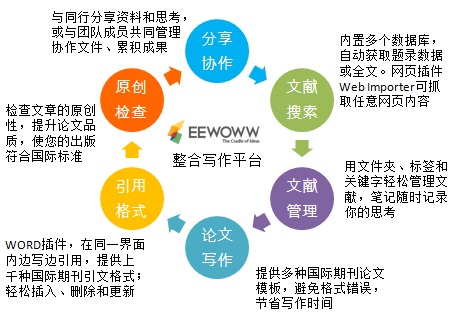 与同行分享资料和思考，
或与团队成员共同管理
协作文件、累积成果
分享
协作
内置多个数据库，
自动获取题录数据
或全文。网页插件
Web Importer可抓
取任意网页内容
文献
搜索
用文件夹、标签和
关键字轻松管理文
献，笔记随时记录
你的思考
文献
管理
提供多种国际期刊论文
模板，避免格式错误，
节省写作时间
论文
写作
WORD插件，在同一界面
内边写边引用，提供上
千种国际期刊引文格式；
轻松插入、删除和更新
引用
格式
检查文章的原创
性，提升论文品
质，使您的出版
符合国际标准
原创
检查
EEWOWW
The Cradle of Ideas
整合写作平台